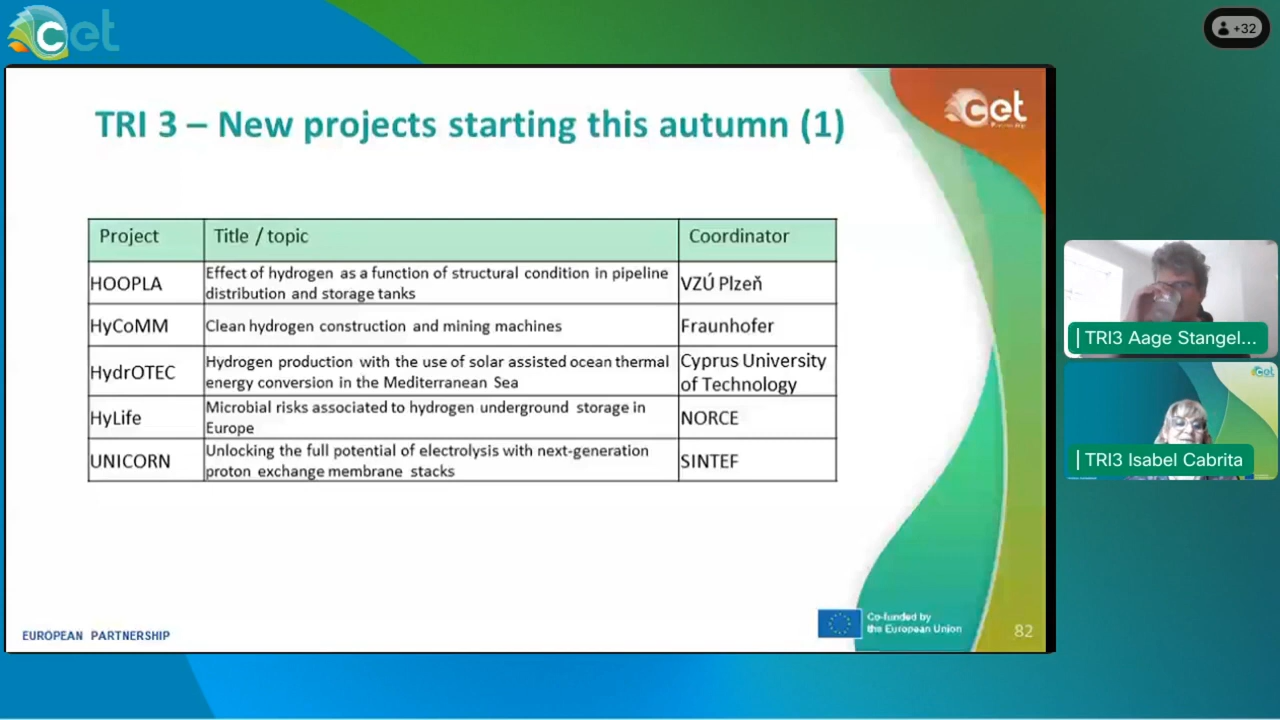 cet
+32
TRI 3 – New projects starting this autumn (1)
cet
Project
Title / topic
Coordinator
HOOPLA
Effect of hydrogen as a function of structural condition in pipeline
distribution and storage tanks
VZÚ Plzeň
HyCoMM
Clean hydrogen construction and mining machines
Fraunhofer
HydrOTEC
Hydrogen production with the use of solar assisted ocean thermal
energy conversion in the Mediterranean Sea
Cyprus University
of Technology
HyLife
Microbial risks associated to hydrogen underground storage in
Europe
NORCE
UNICORN
Unlocking the full potential of electrolysis with next-generation
proton exchange membrane stacks
SINTEF
TRI3 Aage Stangel...
cet
TRI3 Isabel Cabrita
EUROPEAN PARTNERSHIP
Co-funded by
the European Union
82